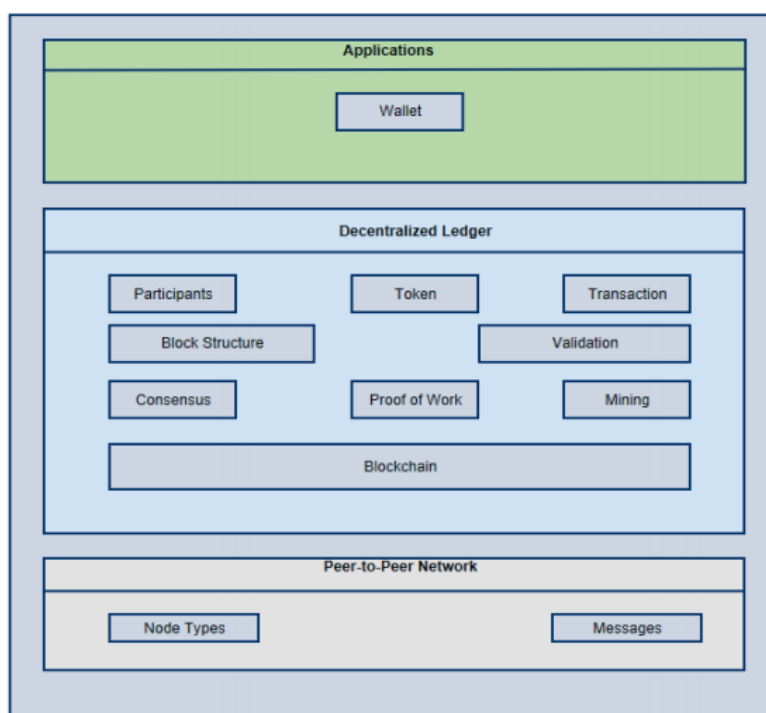 Applications
Wallet
Decentralized Ledger
Participants Token Transaction
Block Structure Validation
Consensus Proof of Work Mining
Blockchain
Peer-to-Peer Network
Node Types Messages